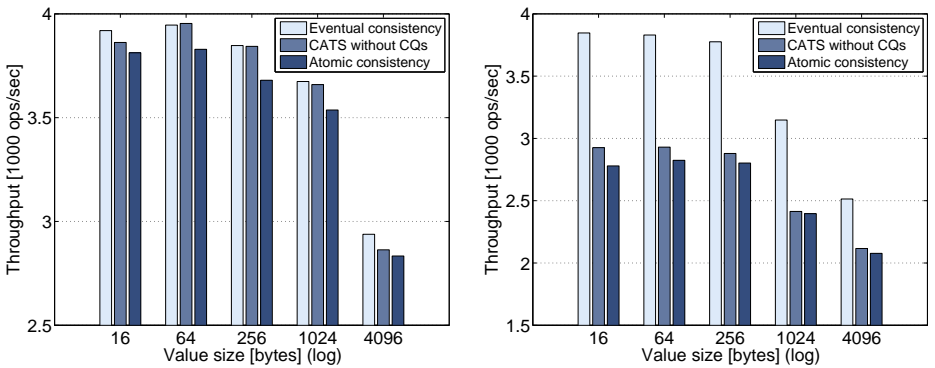 4
3.5
3
2.5
Throughput [1000 ops/sec]
16 64 256 1024 4096
Value size [bytes] (log)
Eventual consistency
CATS without CQs
Atomic consistency
4
3.5
3
2.5
2
1.5
Throughput [1000 ops/sec]
16 64 256 1024 4096
Value size [bytes] (log)
Eventual consistency
CATS without CQs
Atomic consistency